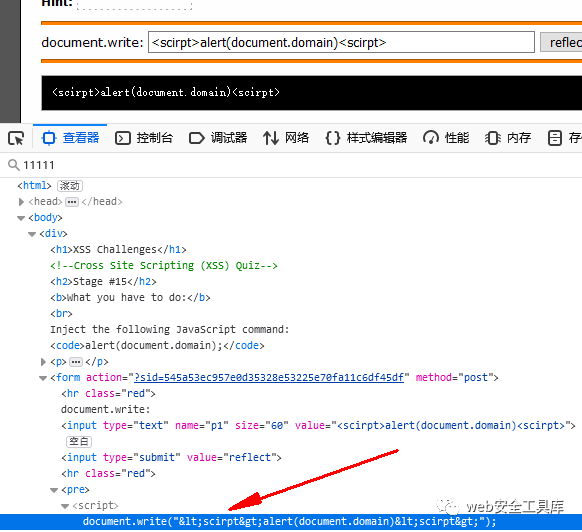 Hint:
document.write: <scirpt>alert(document.domain)<scirpt> reflec
<scirpt>alert(document.domain)<scirpt>
查看器 控制台 调试器 网络 样式编辑器 性能 内存 存
11111
<html> 滚动
<head> ••• </head>
<body>
<div>
<h1>XSS Challenges</h1>
<!--Cross Site Scripting (XSS) Quiz-->
<h2>Stage #15</h2>
<b>What you have to do:</b>
<br>
Inject the following JavaScript command:
<code>alert(document.domain);</code>
<p> ••• </p>
<form action="?sid=545a53ec957e0d35328e53225e70fa11c6df45df" method="post">
<hr class="red">
document.write:
<input type="text" name="p1" size="60" value="<scirpt>alert(document.domain)<scirpt>">
空白
<input type="submit" value="reflect">
<hr class="red">
<pre>
<script>
document.write("&lt;scirpt&gt;alert(document.domain)&lt;scirpt&gt;");
web安全工具库